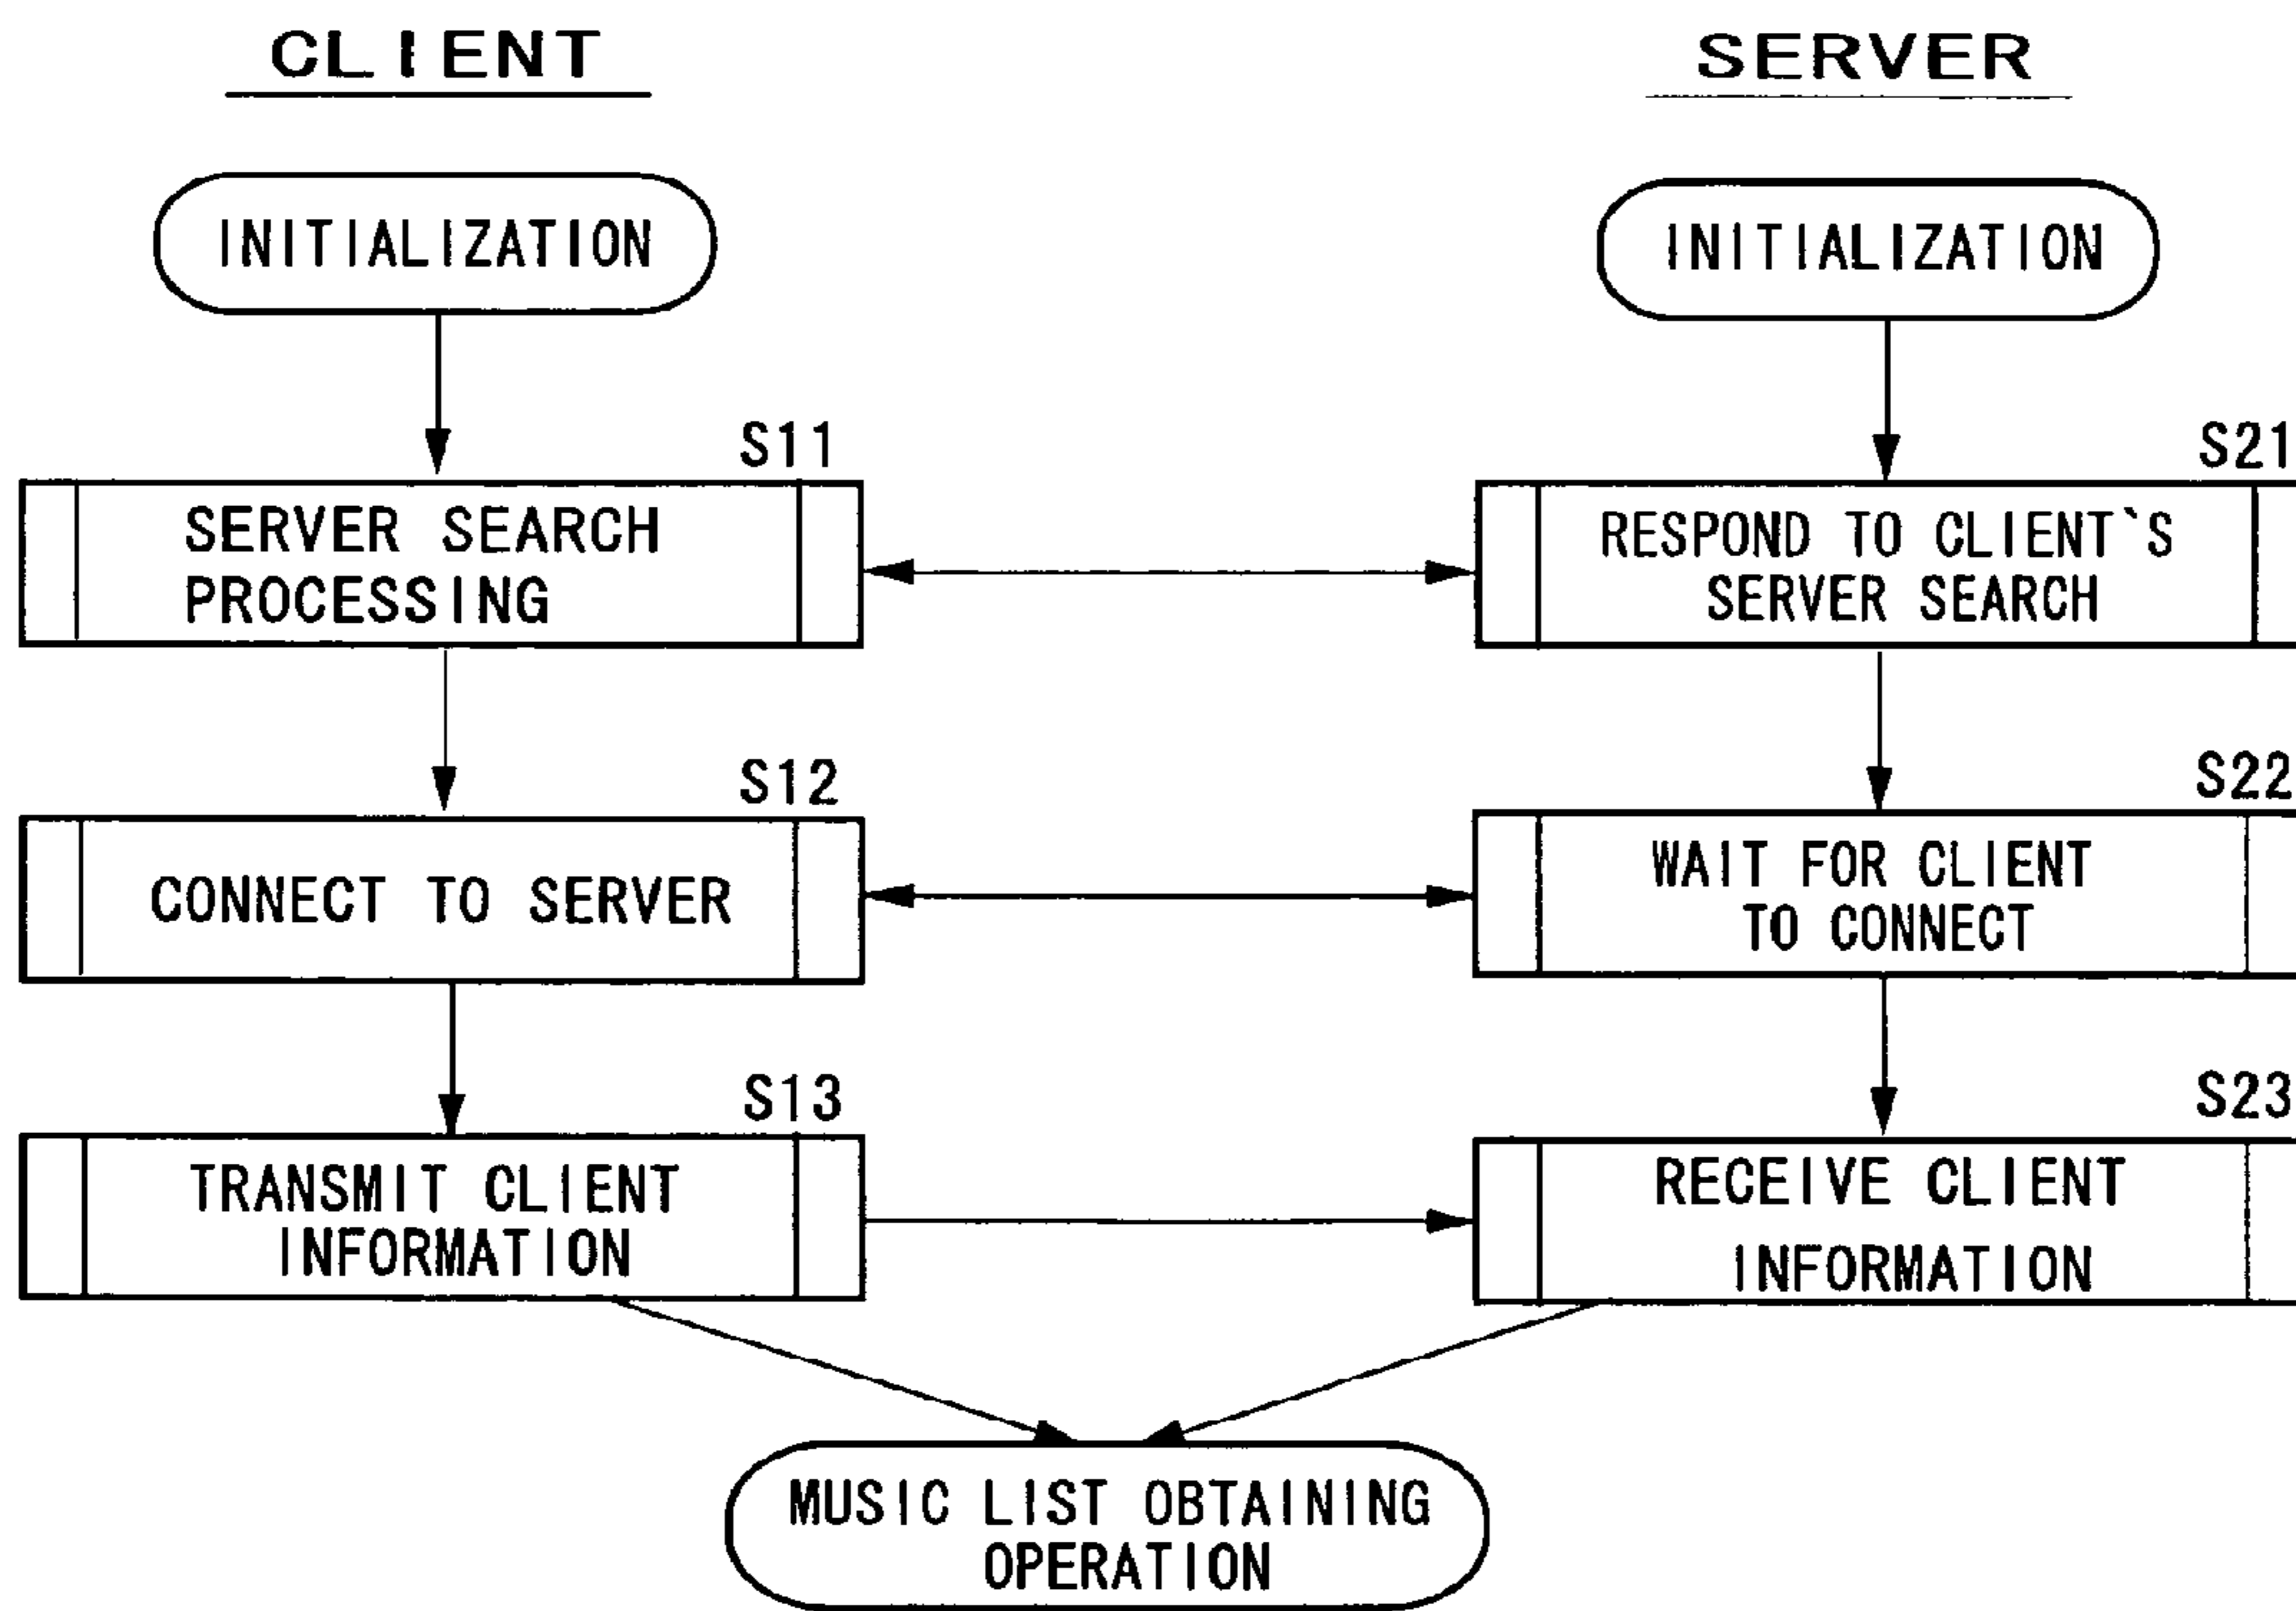 CLIENT
SERVER
INITIALIZATION
INITIALIZATION
S11
S21
SERVER SEARCH
PROCESSING
RESPOND TO CLIENT`S
SERVER SEARCH
S12
S22
CONNECT TO SERVER
WAIT FOR CLIENT
TO CONNECT
S13
S23
TRANSMIT CLIENT
INFORMATION
RECEIVE CLIENT
INFORMATION
MUSIC LIST OBTAINING
OPERATION